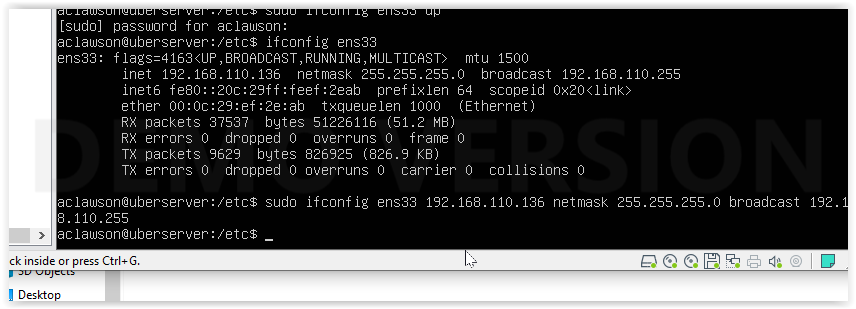 sudo ifconfig ens33 up
[sudo] password for aclawson:
aclawson@uberserver:/etc$ ifconfig ens33
ens33: flags=4163<UP,BROADCAST,RUNNING,MULTICAST>  mtu 1500
        inet 192.168.110.136  netmask 255.255.255.0  broadcast 192.168.110.255
        inet6 fe80::20c:29ff:feef:2eab  prefixlen 64  scopeid 0x20<link>
        ether 00:0c:29:ef:2e:ab  txqueuelen 1000  (Ethernet)
        RX packets 37537  bytes 51226116 (51.2 MB)
        RX errors 0  dropped 0  overruns 0  frame 0
        TX packets 9629  bytes 826925 (826.9 KB)
        TX errors 0  dropped 0 overruns 0  carrier 0  collisions 0
DEMO VERSION
aclawson@uberserver:/etc$ sudo ifconfig ens33 192.168.110.136 netmask 255.255.255.0 broadcast 192.1
8.110.255
aclawson@uberserver:/etc$ _
ck inside or press Ctrl+G.
3D Objects
Desktop